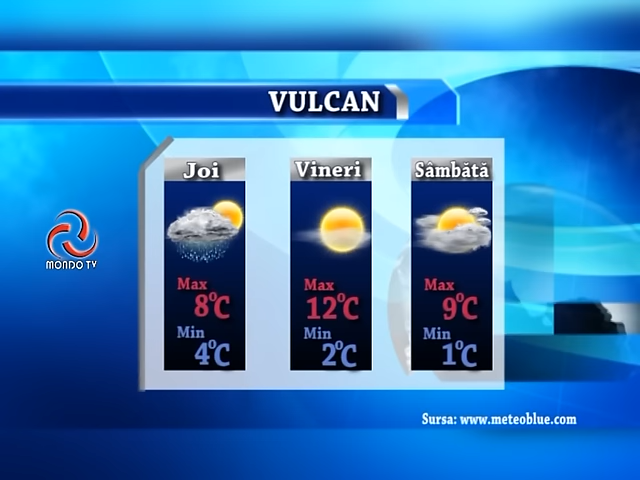 VULCAN
Joi
Vineri
Sâmbătă
Max
8°C
Min
4°C
Max
12°C
Min
2°C
Max
9°C
Min
1°C
MONDO TV
Sursa: www.meteoblue.com